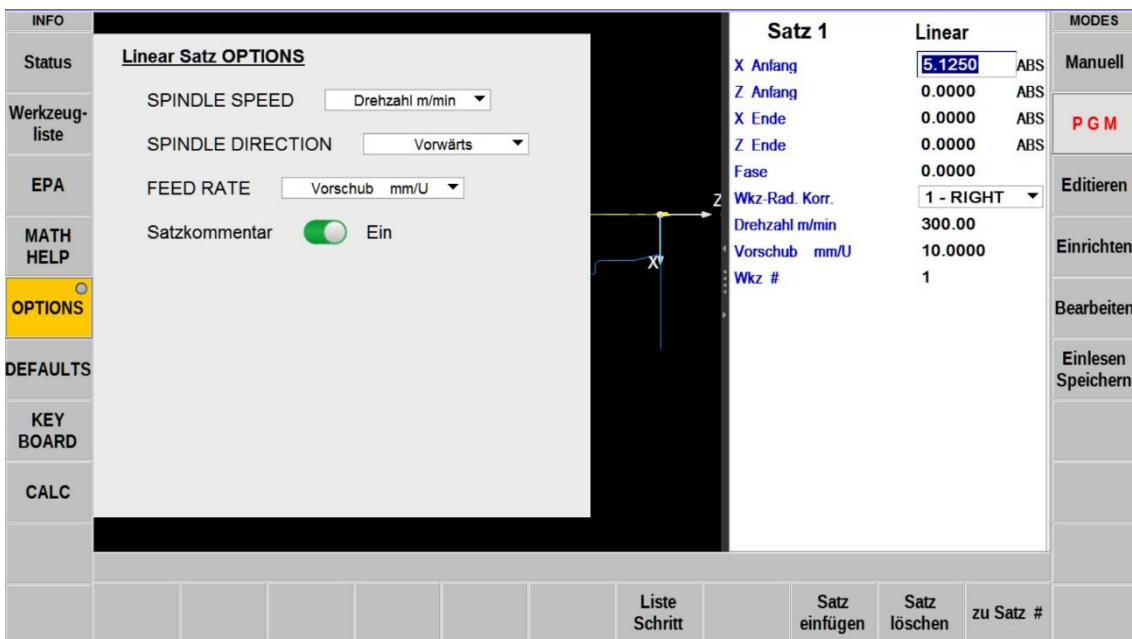 INFO
Status
Werkzeug-
liste
EPA
MATH
HELP
OPTIONS
DEFAULTS
KEY
BOARD
CALC
Linear Satz OPTIONS
SPINDLE SPEED Drehzahl m/min
SPINDLE DIRECTION Vorwärts
FEED RATE Vorschub mm/U
Satzkommentar Ein
Z
X
Satz 1 Linear
X Anfang 5.1250 ABS
Z Anfang 0.0000 ABS
X Ende 0.0000 ABS
Z Ende 0.0000 ABS
Fase 0.0000
Wkz-Rad. Korr. 1 - RIGHT
Drehzahl m/min 300.00
Vorschub mm/U 10.0000
Wkz # 1
MODES
Manuell
P G M
Editieren
Einrichten
Bearbeiten
Einlesen
Speichern
Liste
Schritt
Satz
einfügen
Satz
löschen
zu Satz #